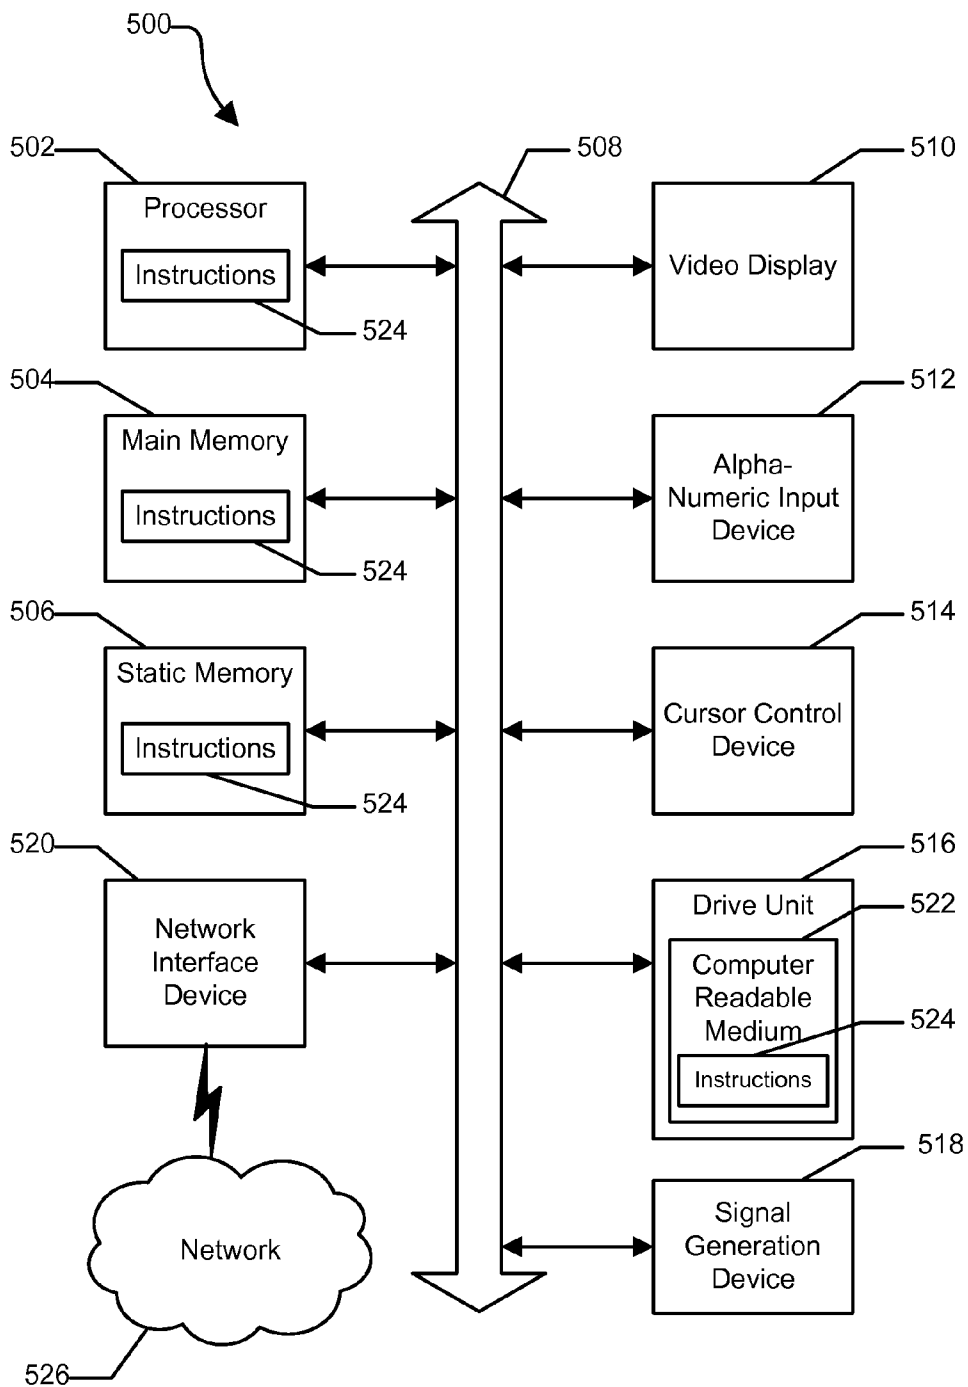 500
502
508
510
Processor
Instructions
524
Video Display
504
512
Main Memory
Instructions
524
Alpha-
Numeric Input
Device
506
514
Static Memory
Instructions
524
Cursor Control
Device
520
516
Network
Interface
Device
Drive Unit
522
Computer
Readable
Medium
524
Instructions
518
Signal
Generation
Device
Network
526